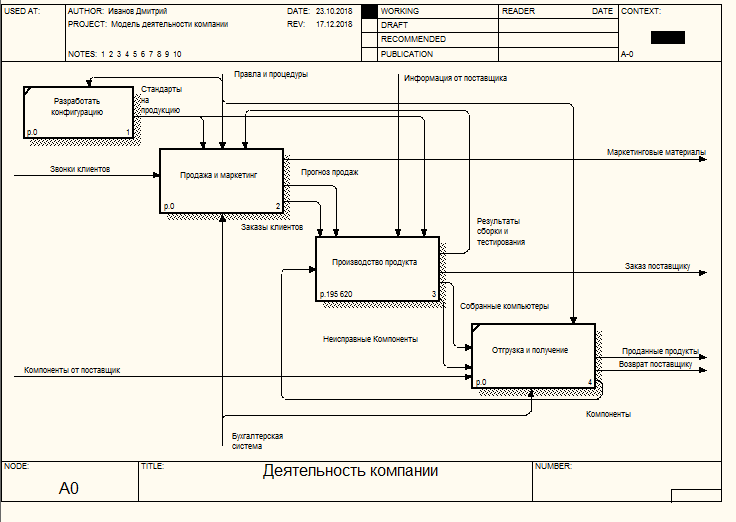 USED AT:
AUTHOR: Иванов Дмитрий
DATE: 23.10.2018
PROJECT: Модель деятельности компании
REV: 17.12.2018
NOTES: 1 2 3 4 5 6 7 8 9 10
WORKING
DRAFT
RECOMMENDED
PUBLICATION
READER
DATE
CONTEXT:
A-0
Правла и процедуры
Информация от поставщика
Стандарты
на
продукцию
Разработать
конфигурацию
р.0
1
Маркетинговые материалы
Звонки клиентов
Прогноз продаж
Продажа и маркетинг
р.0
2
Заказы клиентов
Результаты
сборки и
тестирования
Производство продукта
р.195 620
3
Заказ поставщику
Собранные компьютеры
Неисправные Компоненты
Отгрузка и получение
р.0
4
Проданные продукты
Возврат поставщику
Компоненты от поставщик
Компоненты
Бухгалтерская
система
NODE:
A0
TITLE:
Деятельность компании
NUMBER: